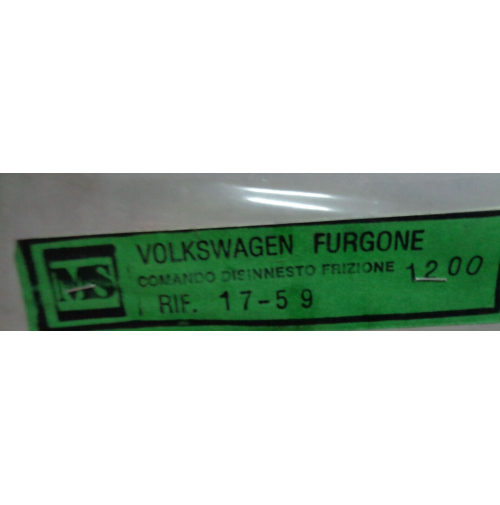 MS
VOLKSWAGEN FURGONE
COMANDO DISINNESTO FRIZIONE 1200
RIF. 17-59